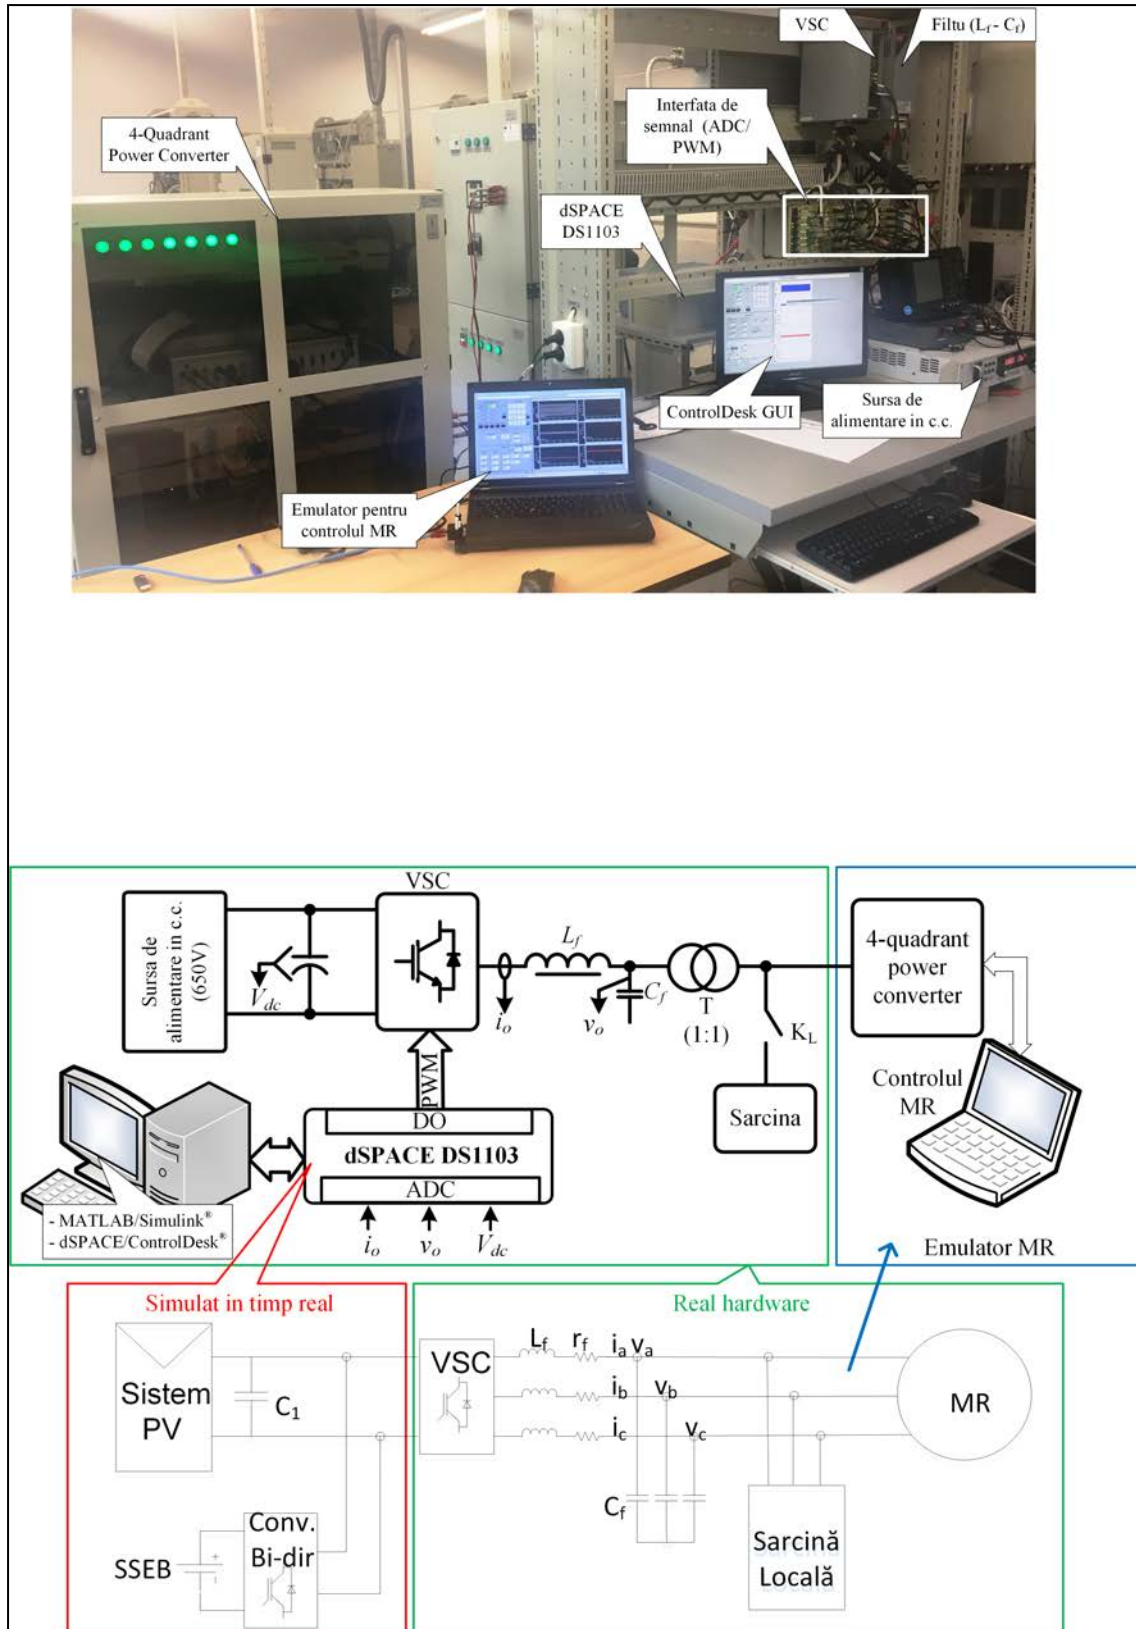 VSC
Filtu (Lf - Cf)
4-Quadrant
Power Converter
Interfata de
semnal (ADC/
PWM)
dSPACE
DS1103
ControlDesk GUI
Sursa de
alimentare in c.c.
Emulator pentru
controlul MR
VSC
Sursa de
alimentare in c.c.
(650V)
Vdc
Lf
io
vo
Cf
T
(1:1)
KL
Sarcina
4-quadrant
power
converter
Controlul
MR
Emulator MR
PWM
DO
dSPACE DS1103
ADC
io vo Vdc
- MATLAB/Simulink®
- dSPACE/ControlDesk®
Simulat in timp real
Real hardware
Sistem
PV
C1
SSEB
+
-
Conv.
Bi-dir
VSC
Lf rf ia va
ib vb
ic vc
Cf
MR
Sarcină
Locală